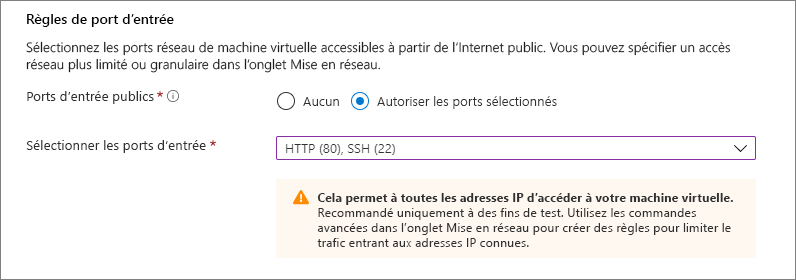 Règles de port d’entrée
Sélectionnez les ports réseau de machine virtuelle accessibles à partir de l’Internet public. Vous pouvez spécifier un accès
réseau plus limité ou granulaire dans l’onglet Mise en réseau.
Ports d’entrée publics *
Aucun
Autoriser les ports sélectionnés
Sélectionner les ports d’entrée *
HTTP (80), SSH (22)
Cela permet à toutes les adresses IP d’accéder à votre machine virtuelle.
Recommandé uniquement à des fins de test. Utilisez les commandes
avancées dans l’onglet Mise en réseau pour créer des règles pour limiter le
trafic entrant aux adresses IP connues.